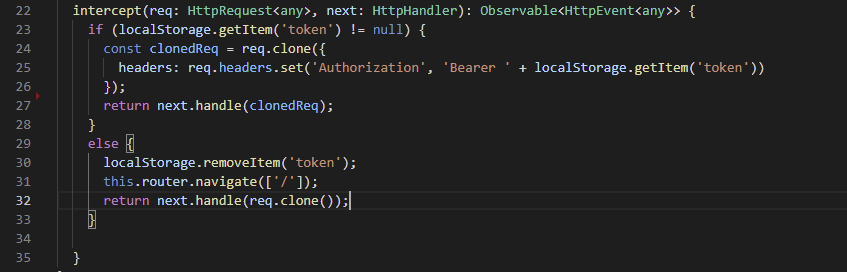 22 intercept(req: HttpRequest<any>, next: HttpHandler): Observable<HttpEvent<any>> {
23 if (localStorage.getItem('token') != null) {
24 const clonedReq = req.clone({
25 headers: req.headers.set('Authorization', 'Bearer ' + localStorage.getItem('token'))
26 });
27 return next.handle(clonedReq);
28 }
29 else {
30 localStorage.removeItem('token');
31 this.router.navigate(['/']);
32 return next.handle(req.clone());
33 }
34
35 }